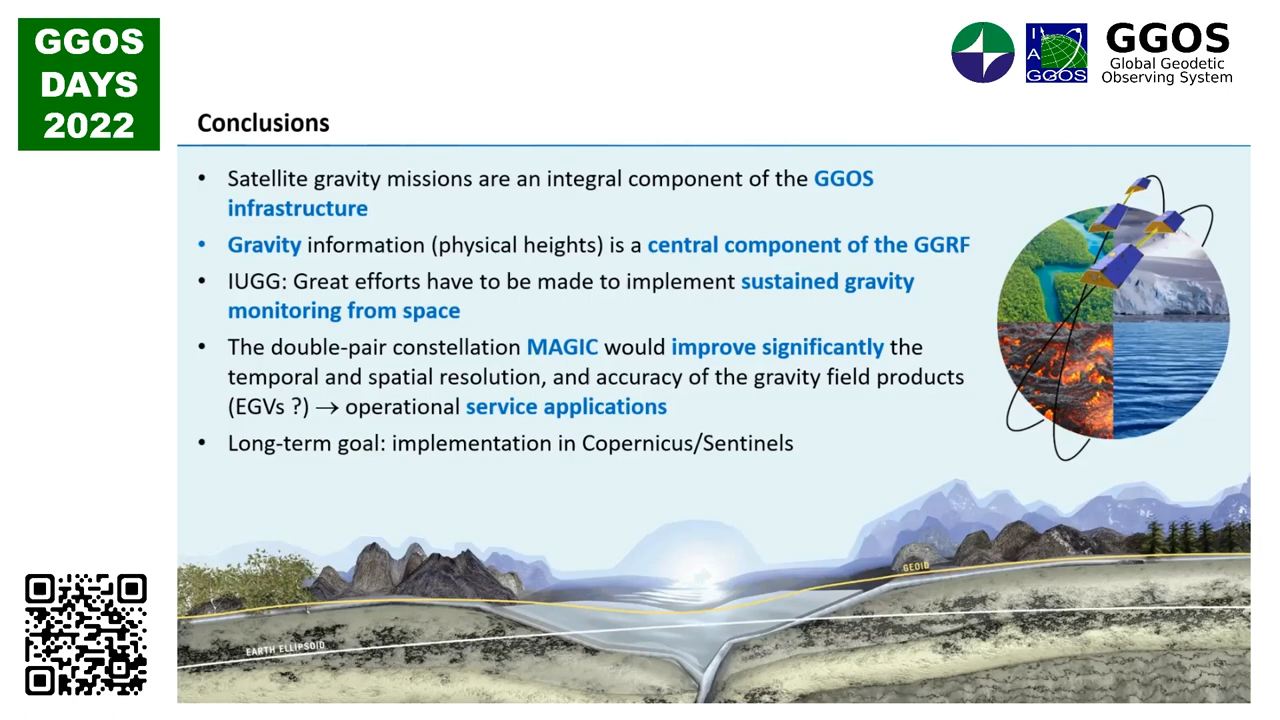 GGOS
DAYS
2022
I
A
GGOS
GGOS
Global Geodetic
Observing System
Conclusions
• Satellite gravity missions are an integral component of the GGOS
infrastructure
• Gravity information (physical heights) is a central component of the GGRF
• IUGG: Great efforts have to be made to implement sustained gravity
monitoring from space
• The double-pair constellation MAGIC would improve significantly the
temporal and spatial resolution, and accuracy of the gravity field products
(EGVs ?) → operational service applications
• Long-term goal: implementation in Copernicus/Sentinels
GEOID
EARTH ELLIPSOID